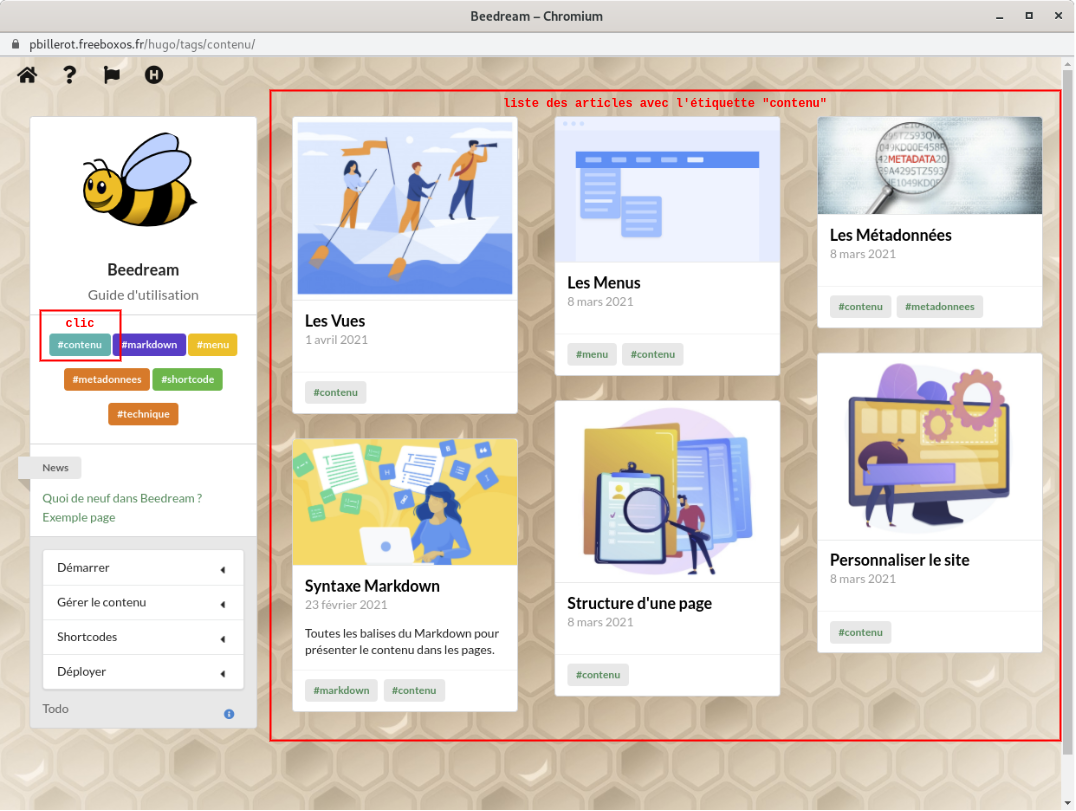 Beedream – Chromium
pbillerot.freeboxos.fr/hugo/tags/contenu/
H
liste des articles avec l'étiquette "contenu"
Beedream
Guide d'utilisation
clic
#contenu
#markdown
#menu
#metadonnees
#shortcode
#technique
News
Quoi de neuf dans Beedream ?
Exemple page
Démarrer
Gérer le contenu
Shortcodes
Déployer
Todo
Les Vues
1 avril 2021
#contenu
Syntaxe Markdown
23 février 2021
Toutes les balises du Markdown pour
présenter le contenu dans les pages.
#markdown #contenu
Les Menus
8 mars 2021
#menu #contenu
Structure d'une page
8 mars 2021
#contenu
METADATA
Les Métadonnées
8 mars 2021
#contenu #metadonnees
Personnaliser le site
8 mars 2021
#contenu